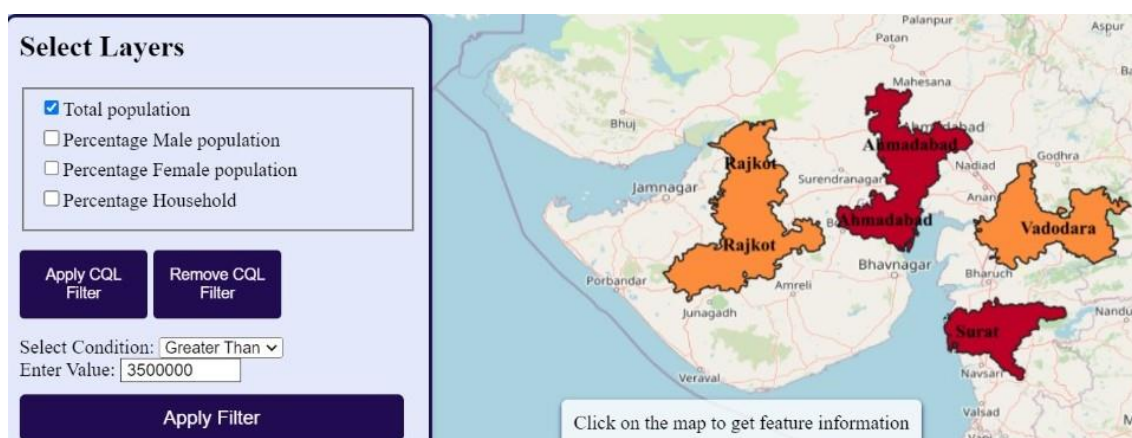 Select Layers
Total population
Percentage Male population
Percentage Female population
Percentage Household
Apply CQL
Filter
Remove CQL
Filter
Select Condition: Greater Than
Enter Value: 3500000
Apply Filter
Palanpur
Patan
Aspur
Mahesana
Bhuj
Ahmadabad
Rajkot
Surendranagar
Nadiad
Godhra
Jamnagar
Anan
Ahmadabad
Vadodara
Rajkot
Bhavnagar
Bharuch
Porbandar
Amreli
Junagadh
Surat
Nandu
Navsari
Veraval
Valsad
Click on the map to get feature information